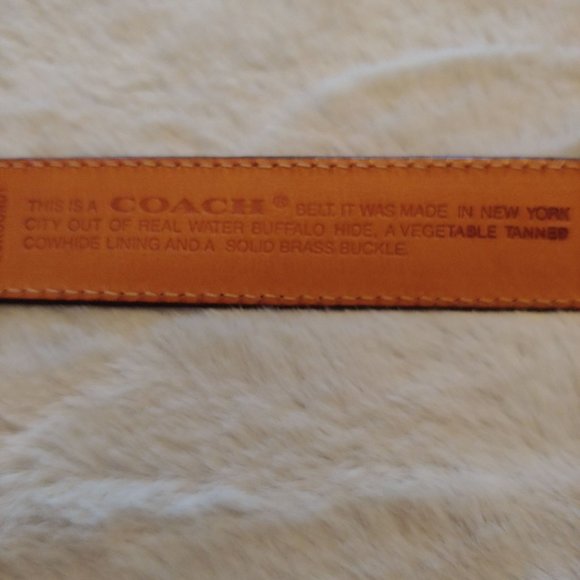 THIS IS A COACH® BELT. IT WAS MADE IN NEW YORK
CITY OUT OF REAL WATER BUFFALO HIDE, A VEGETABLE TANNED
COWHIDE LINING AND A SOLID BRASS BUCKLE.